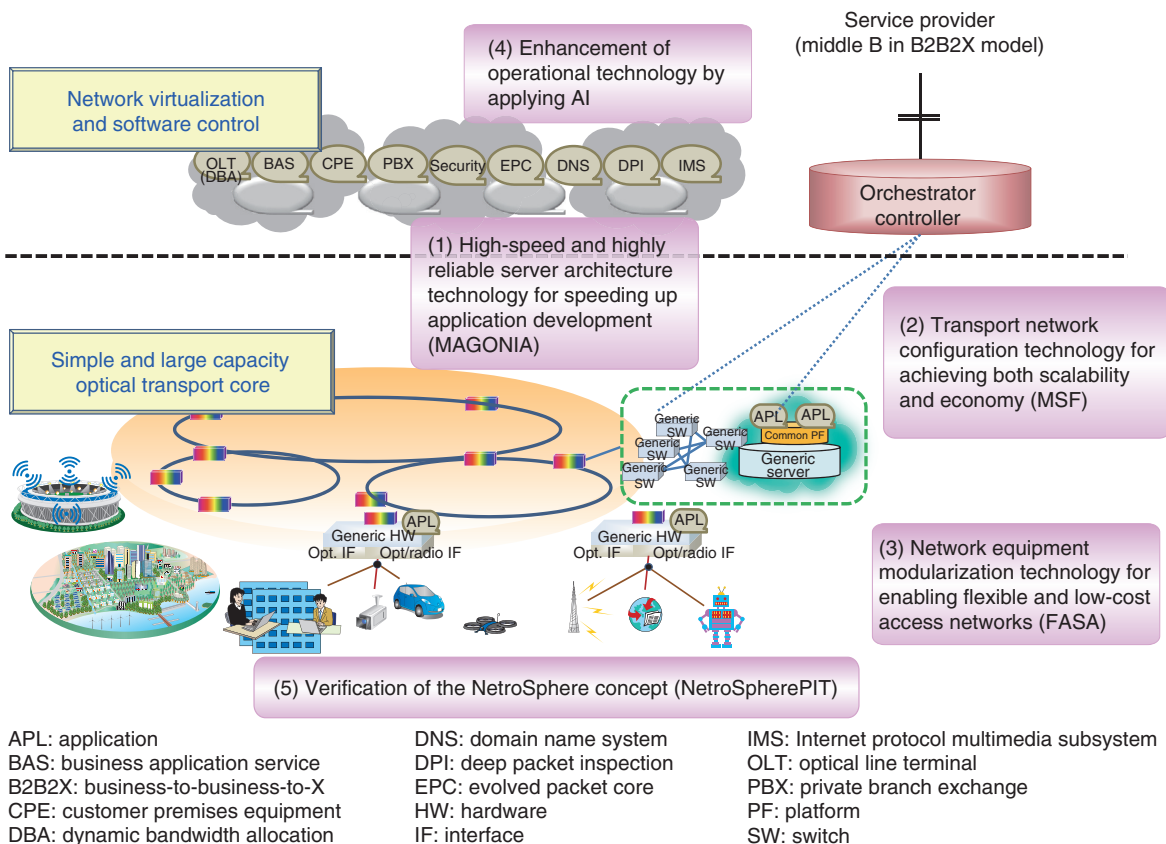 Service provider
(middle B in B2B2X model)
(4) Enhancement of
operational technology by
applying AI
Network virtualization
and software control
OLT
(DBA)
BAS
CPE
PBX
Security
EPC
DNS
DPI
IMS
Orchestrator
controller
(1) High-speed and highly
reliable server architecture
technology for speeding up
application development
(MAGONIA)
(2) Transport network
configuration technology for
achieving both scalability
and economy (MSF)
Simple and large capacity
optical transport core
Generic
SW
Generic
SW
Generic
SW
Generic
SW
Generic
SW
APL
APL
Common PF
Generic
server
APL
Generic HW
Opt. IF
Opt/radio IF
APL
Generic HW
Opt. IF
Opt/radio IF
(3) Network equipment
modularization technology for
enabling flexible and low-cost
access networks (FASA)
(5) Verification of the NetroSphere concept (NetroSpherePIT)
APL: application
BAS: business application service
B2B2X: business-to-business-to-X
CPE: customer premises equipment
DBA: dynamic bandwidth allocation
DNS: domain name system
DPI: deep packet inspection
EPC: evolved packet core
HW: hardware
IF: interface
IMS: Internet protocol multimedia subsystem
OLT: optical line terminal
PBX: private branch exchange
PF: platform
SW: switch